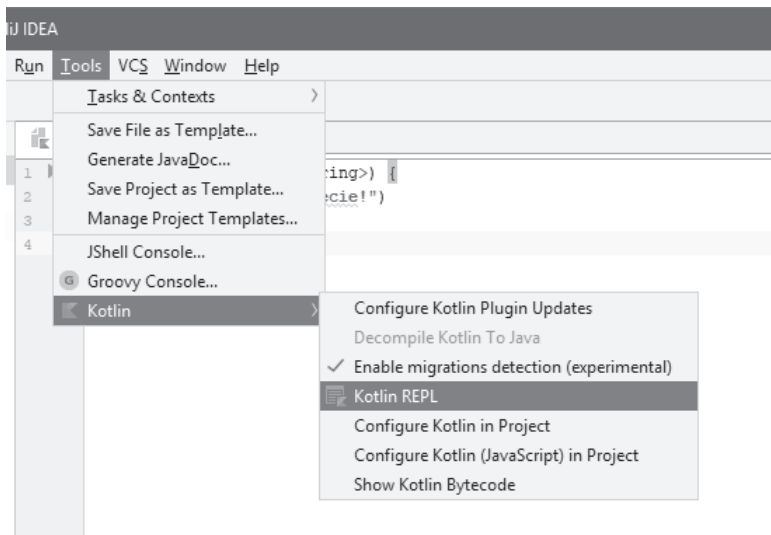 liJ IDEA
Run Tools VCS Window Help
Tasks & Contexts
Save File as Template...
Generate JavaDoc...
Save Project as Template...
Manage Project Templates...
JShell Console...
G Groovy Console...
Kotlin
1 ring>) {
2 ecie!")
3
4
Configure Kotlin Plugin Updates
Decompile Kotlin To Java
Enable migrations detection (experimental)
Kotlin REPL
Configure Kotlin in Project
Configure Kotlin (JavaScript) in Project
Show Kotlin Bytecode